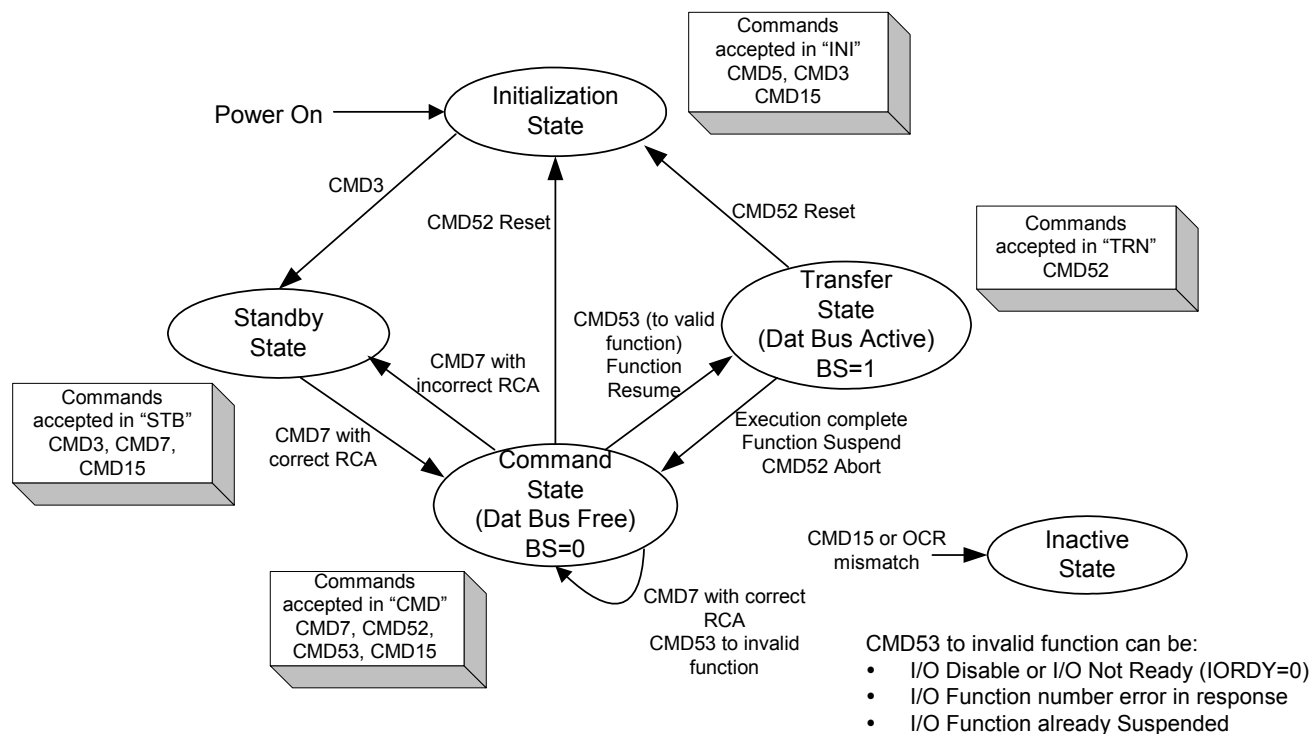 Commands
accepted in “INI”
CMD5, CMD3
CMD15
Power On
Initialization
State
CMD3
CMD52 Reset
CMD52 Reset
Commands
accepted in “TRN”
CMD52
Standby
State
CMD7 with
incorrect RCA
CMD53 (to valid
function)
Function
Resume
Transfer
State
(Dat Bus Active)
BS=1
Commands
accepted in “STB”
CMD3, CMD7,
CMD15
CMD7 with
correct RCA
Execution complete
Function Suspend
CMD52 Abort
Command
State
(Dat Bus Free)
BS=0
CMD15 or OCR
mismatch
Inactive
State
Commands
accepted in “CMD”
CMD7, CMD52,
CMD53, CMD15
CMD7 with correct
RCA
CMD53 to invalid
function
CMD53 to invalid function can be:
• I/O Disable or I/O Not Ready (IORDY=0)
• I/O Function number error in response
• I/O Function already Suspended